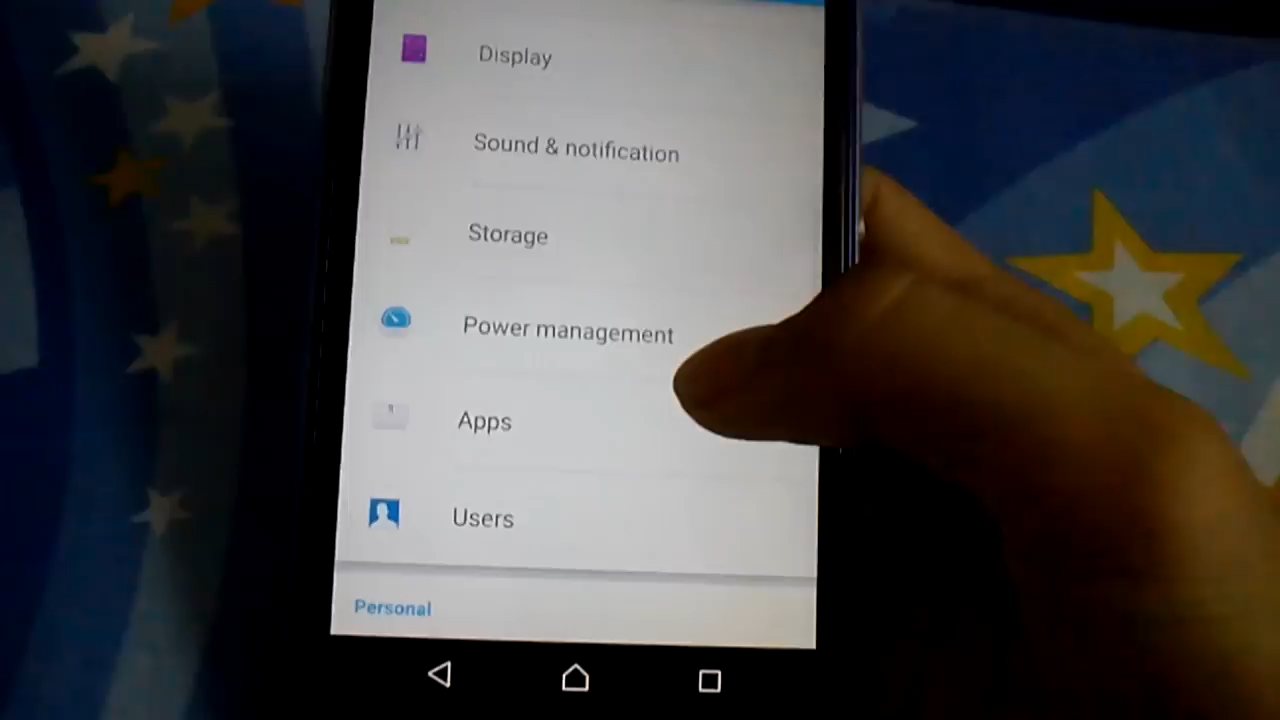 Display
Sound & notification
Storage
Power management
Apps
Users
Personal